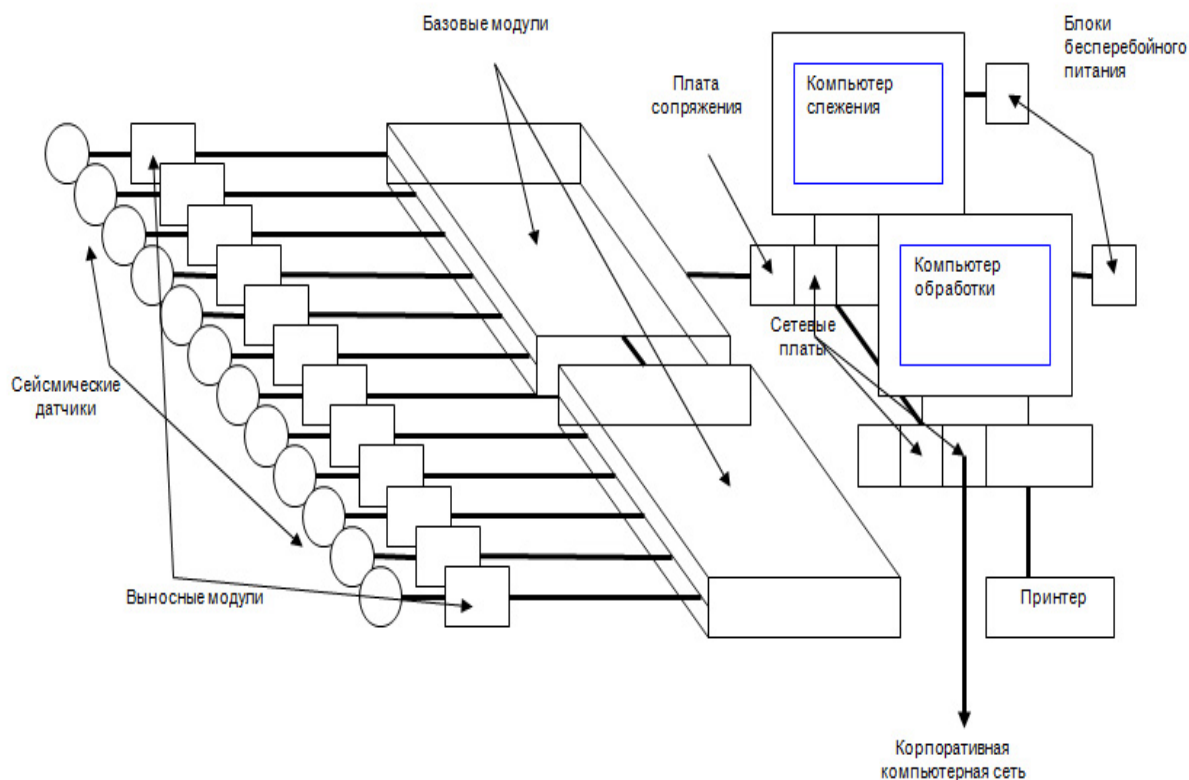 Базовые модули
Блоки
бесперебойного
питания
Плата
сопряжения
Компьютер
слежения
Компьютер
обработки
Сетевые
платы
Сейсмические
датчики
Выносные модули
Принтер
Корпоративная
компьютерная сеть